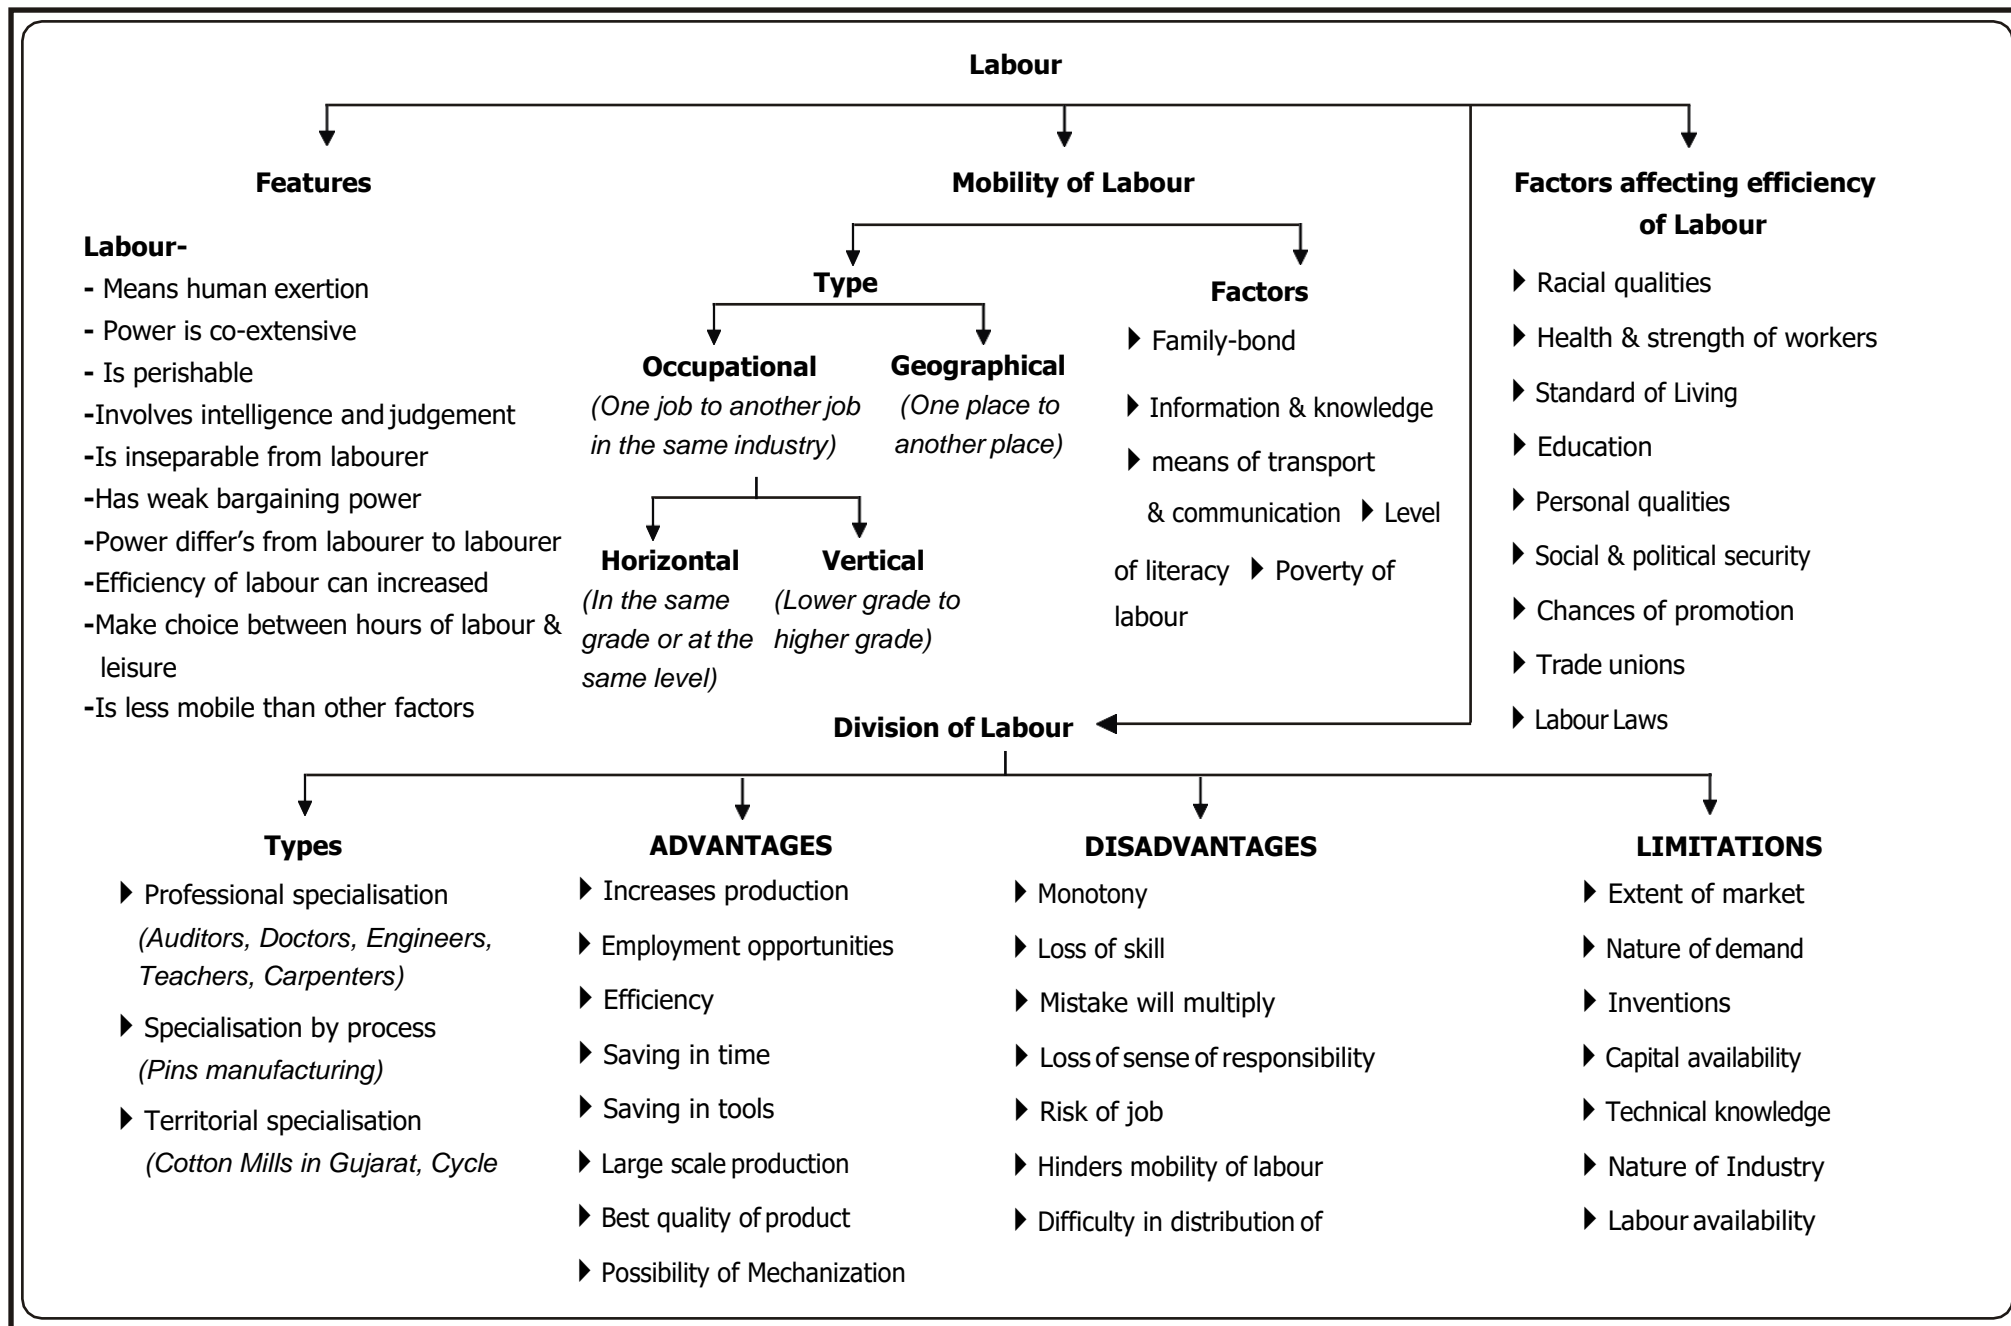 Labour
Features
Labour-
- Means human exertion
- Power is co-extensive
- Is perishable
-Involves intelligence and judgement
-Is inseparable from labourer
-Has weak bargaining power
-Power differ's from labourer to labourer
-Efficiency of labour can increased
-Make choice between hours of labour &
leisure
-Is less mobile than other factors
Mobility of Labour
Type
Occupational
(One job to another job
in the same industry)
Geographical
(One place to
another place)
Horizontal
(In the same
grade or at the
same level)
Vertical
(Lower grade to
higher grade)
Factors
Family-bond
Information & knowledge
means of transport
& communication Level
of literacy Poverty of
labour
Factors affecting efficiency
of Labour
Racial qualities
Health & strength of workers
Standard of Living
Education
Personal qualities
Social & political security
Chances of promotion
Trade unions
Labour Laws
Division of Labour
Types
Professional specialisation
(Auditors, Doctors, Engineers,
Teachers, Carpenters)
Specialisation by process
(Pins manufacturing)
Territorial specialisation
(Cotton Mills in Gujarat, Cycle
ADVANTAGES
Increases production
Employment opportunities
Efficiency
Saving in time
Saving in tools
Large scale production
Best quality of product
Possibility of Mechanization
DISADVANTAGES
Monotony
Loss of skill
Mistake will multiply
Loss of sense of responsibility
Risk of job
Hinders mobility of labour
Difficulty in distribution of
LIMITATIONS
Extent of market
Nature of demand
Inventions
Capital availability
Technical knowledge
Nature of Industry
Labour availability